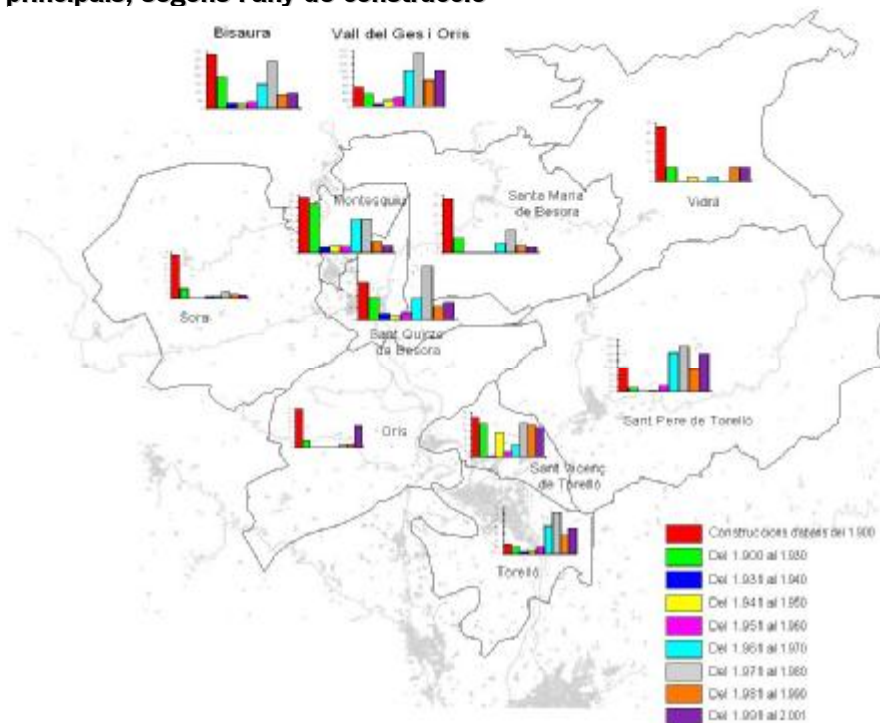 principals, segons l'any de construcció
Bisaura
Vall del Ges i Orís
Montesquiu
Santa Maria
de Besora
Vidrà
Sora
Sant Quirze
de Besora
Sant Pere de Torelló
Orís
Sant Vicenç
de Torelló
Torelló
Construccions abans del 1.900
Del 1.900 al 1.930
Del 1.931 al 1.940
Del 1.941 al 1.950
Del 1.951 al 1.960
Del 1.961 al 1.970
Del 1.971 al 1.980
Del 1.981 al 1.990
Del 1.991 al 2.001